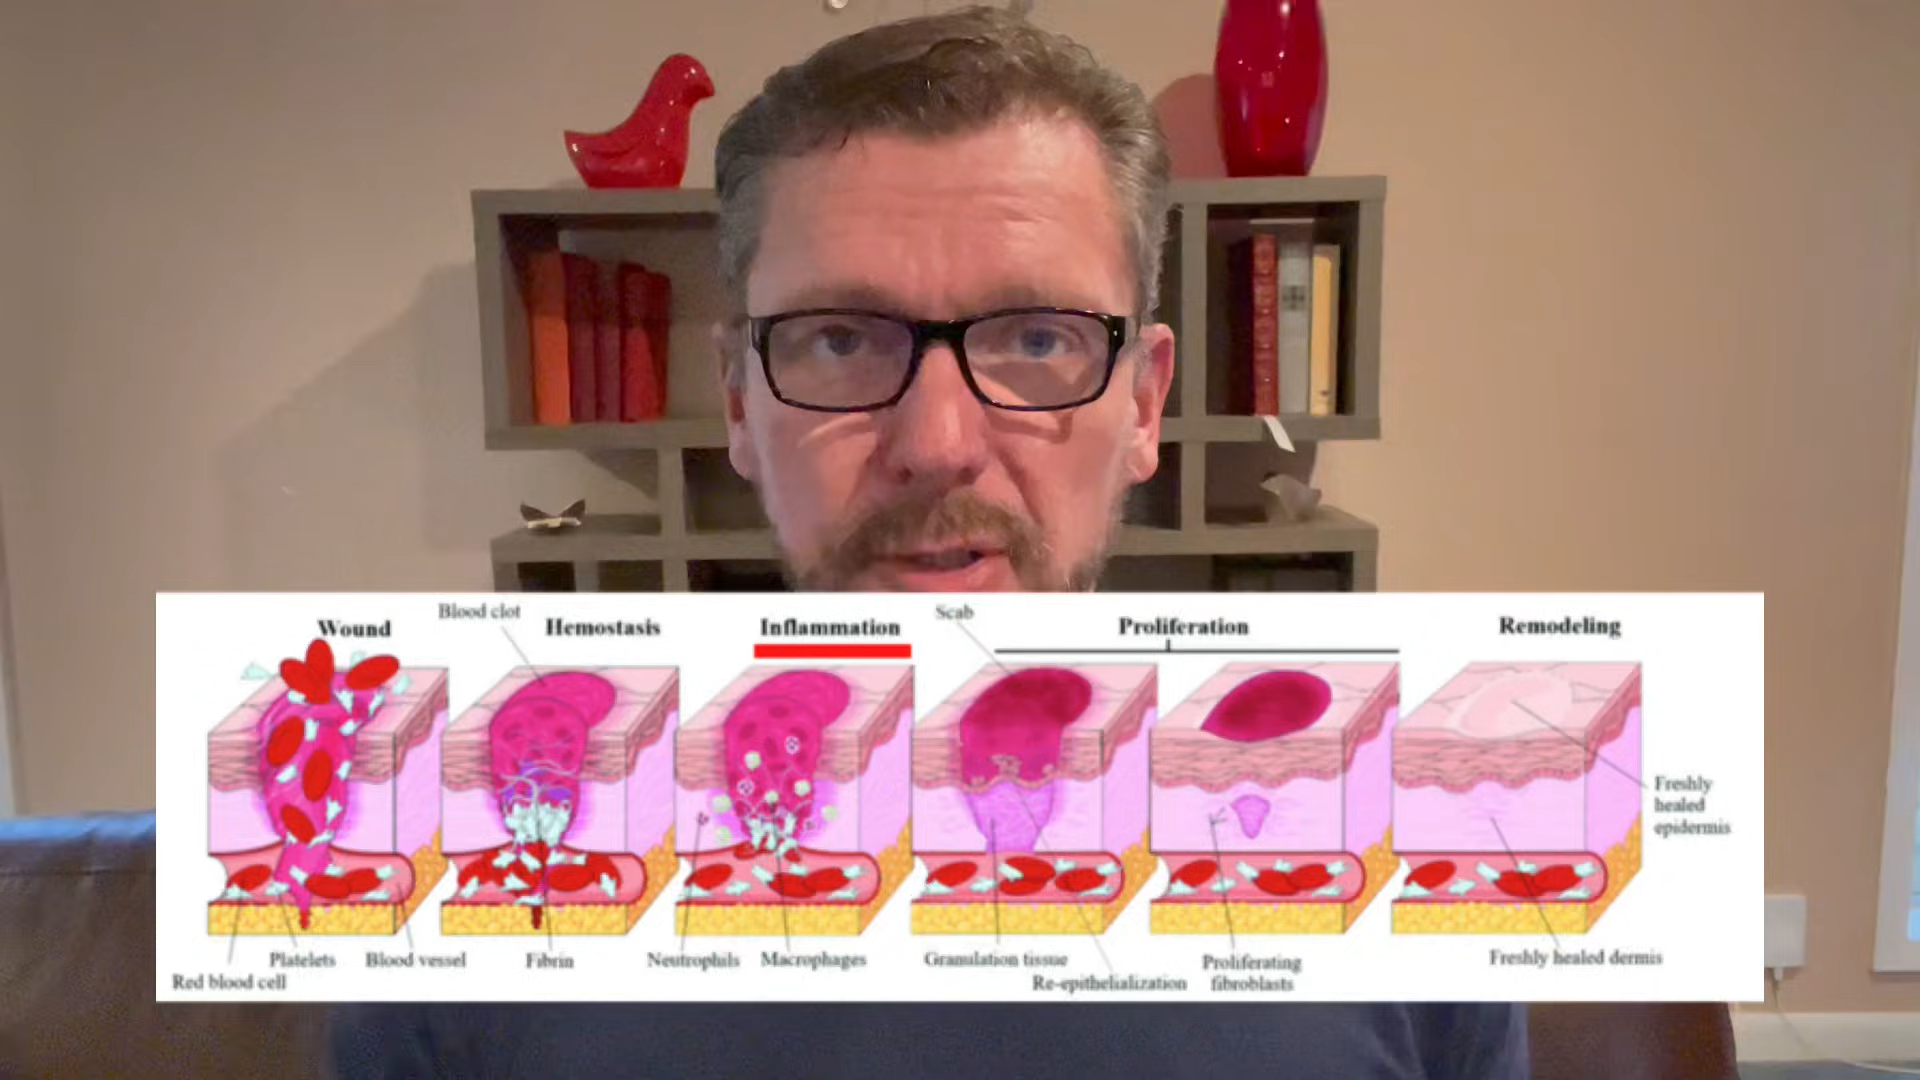 Wound
Blood clot
Hemostasis
Inflammation
Scab
Proliferation
Remodeling
Freshly
healed
epidermis
Red blood cell
Platelets
Blood vessel
Fibrin
Neutrophils
Macrophages
Granulation tissue
Re-epithelialization
Proliferating
fibroblasts
Freshly healed dermis